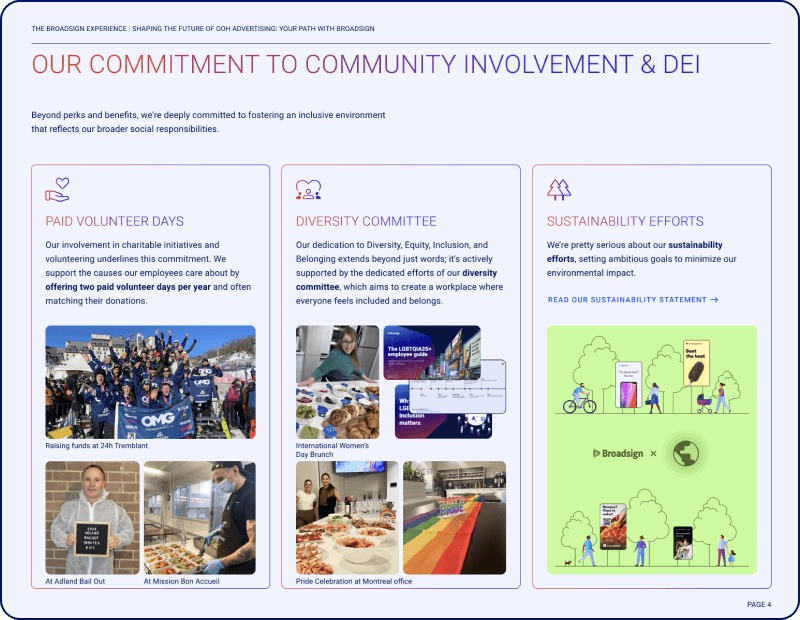 THE BROADSIGN EXPERIENCE - SHAPING THE FUTURE OF OOH ADVERTISING: YOUR PATH WITH BROADSIGN
OUR COMMITMENT TO COMMUNITY INVOLVEMENT & DEI
Beyond perks and benefits, we're deeply committed to fostering an inclusive environment
that reflects our broader social responsibilities.
PAID VOLUNTEER DAYS
Our involvement in charitable initiatives and
volunteering underlines this commitment. We
support the causes our employees care about by
offering two paid volunteer days per year and often
matching their donations.
OMG
OMG
Raising funds at 24h Tremblant
At Adland Bail Out
At Mission Bon Accueil
DIVERSITY COMMITTEE
Our dedication to Diversity, Equity, Inclusion, and
Belonging extends beyond just words; it's actively
supported by the dedicated efforts of our diversity
committee, which aims to create a workplace where
everyone feels included and belongs.
The LGBTQIA2S+
employee guide
inclusion
matters
International Women's
Day Brunch
PRIDE
Pride Celebration at Montreal office
SUSTAINABILITY EFFORTS
We're pretty serious about our sustainability
efforts, setting ambitious goals to minimize our
environmental impact.
READ OUR SUSTAINABILITY STATEMENT →
Beat
the heat
Broadsign ×
Hungry?
Time to
PAGE 4